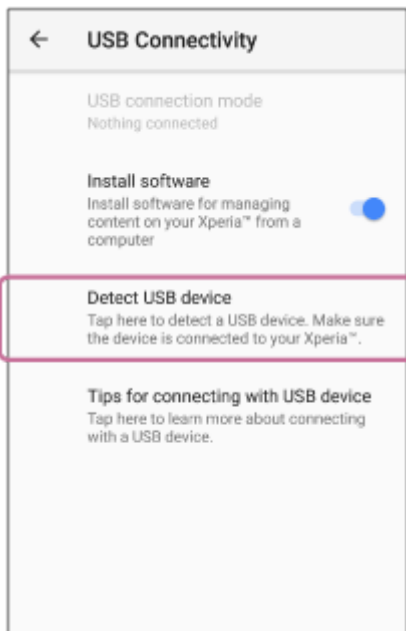 USB Connectivity
USB connection mode
Nothing connected
Install software
Install software for managing
content on your Xperia™ from a
computer
Detect USB device
Tap here to detect a USB device. Make sure
the device is connected to your Xperia™.
Tips for connecting with USB device
Tap here to learn more about connecting
with a USB device.